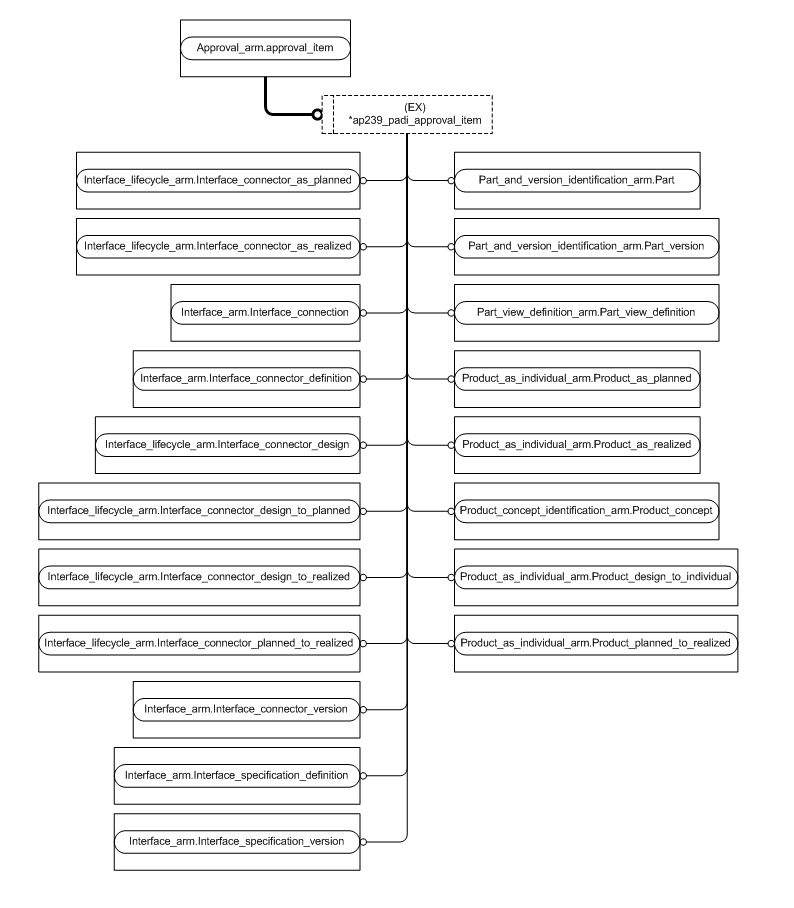 Approval_arm.approval_item
(EX)
*ap239_padi_approval_item
Interface_lifecycle_arm.Interface_connector_as_planned
Part_and_version_identification_arm.Part
Interface_lifecycle_arm.Interface_connector_as_realized
Part_and_version_identification_arm.Part_version
Interface_arm.Interface_connection
Part_view_definition_arm.Part_view_definition
Interface_arm.Interface_connector_definition
Product_as_individual_arm.Product_as_planned
Interface_lifecycle_arm.Interface_connector_design
Product_as_individual_arm.Product_as_realized
Interface_lifecycle_arm.Interface_connector_design_to_planned
Product_concept_identification_arm.Product_concept
Interface_lifecycle_arm.Interface_connector_design_to_realized
Product_as_individual_arm.Product_design_to_individual
Interface_lifecycle_arm.Interface_connector_planned_to_realized
Product_as_individual_arm.Product_planned_to_realized
Interface_arm.Interface_connector_version
Interface_arm.Interface_specification_definition
Interface_arm.Interface_specification_version